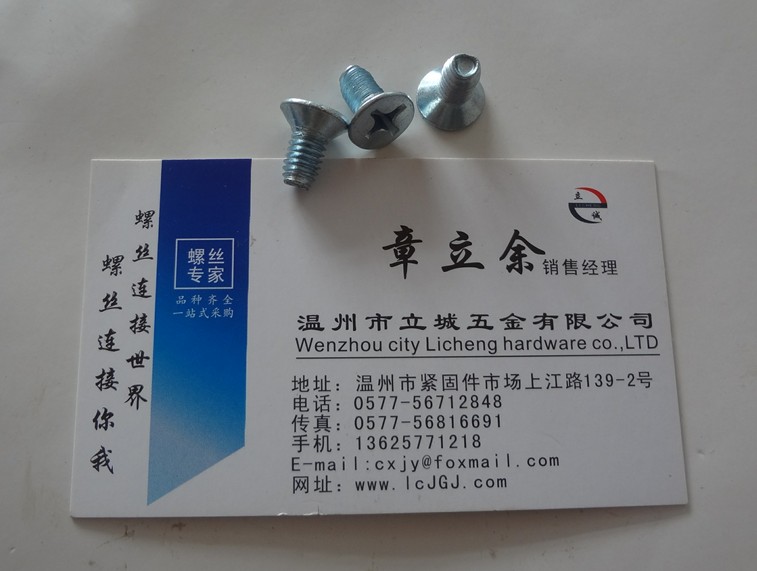 螺丝连接世界
螺丝连接你我
螺丝
专家
品种齐全
一站式采购
立
诚
章立余 销售经理
温州市立城五金有限公司
Wenzhou city Licheng hardware co.,LTD
地址：温州市紧固件市场上江路139-2号
电话：0577-56712848
传真：0577-56816691
手机：13625771218
E-mail:cxjy@foxmail.com
网址：www.lcJGJ.com